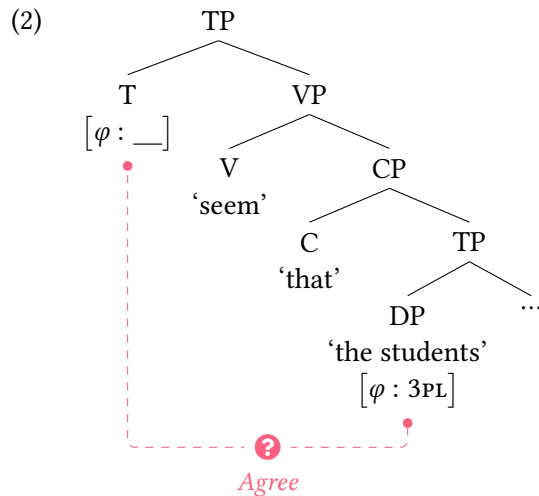 (2)
TP
T VP
[φ : __]
V CP
‘seem’
C TP
‘that’
DP ...
‘the students’
[φ : 3PL]
?
Agree